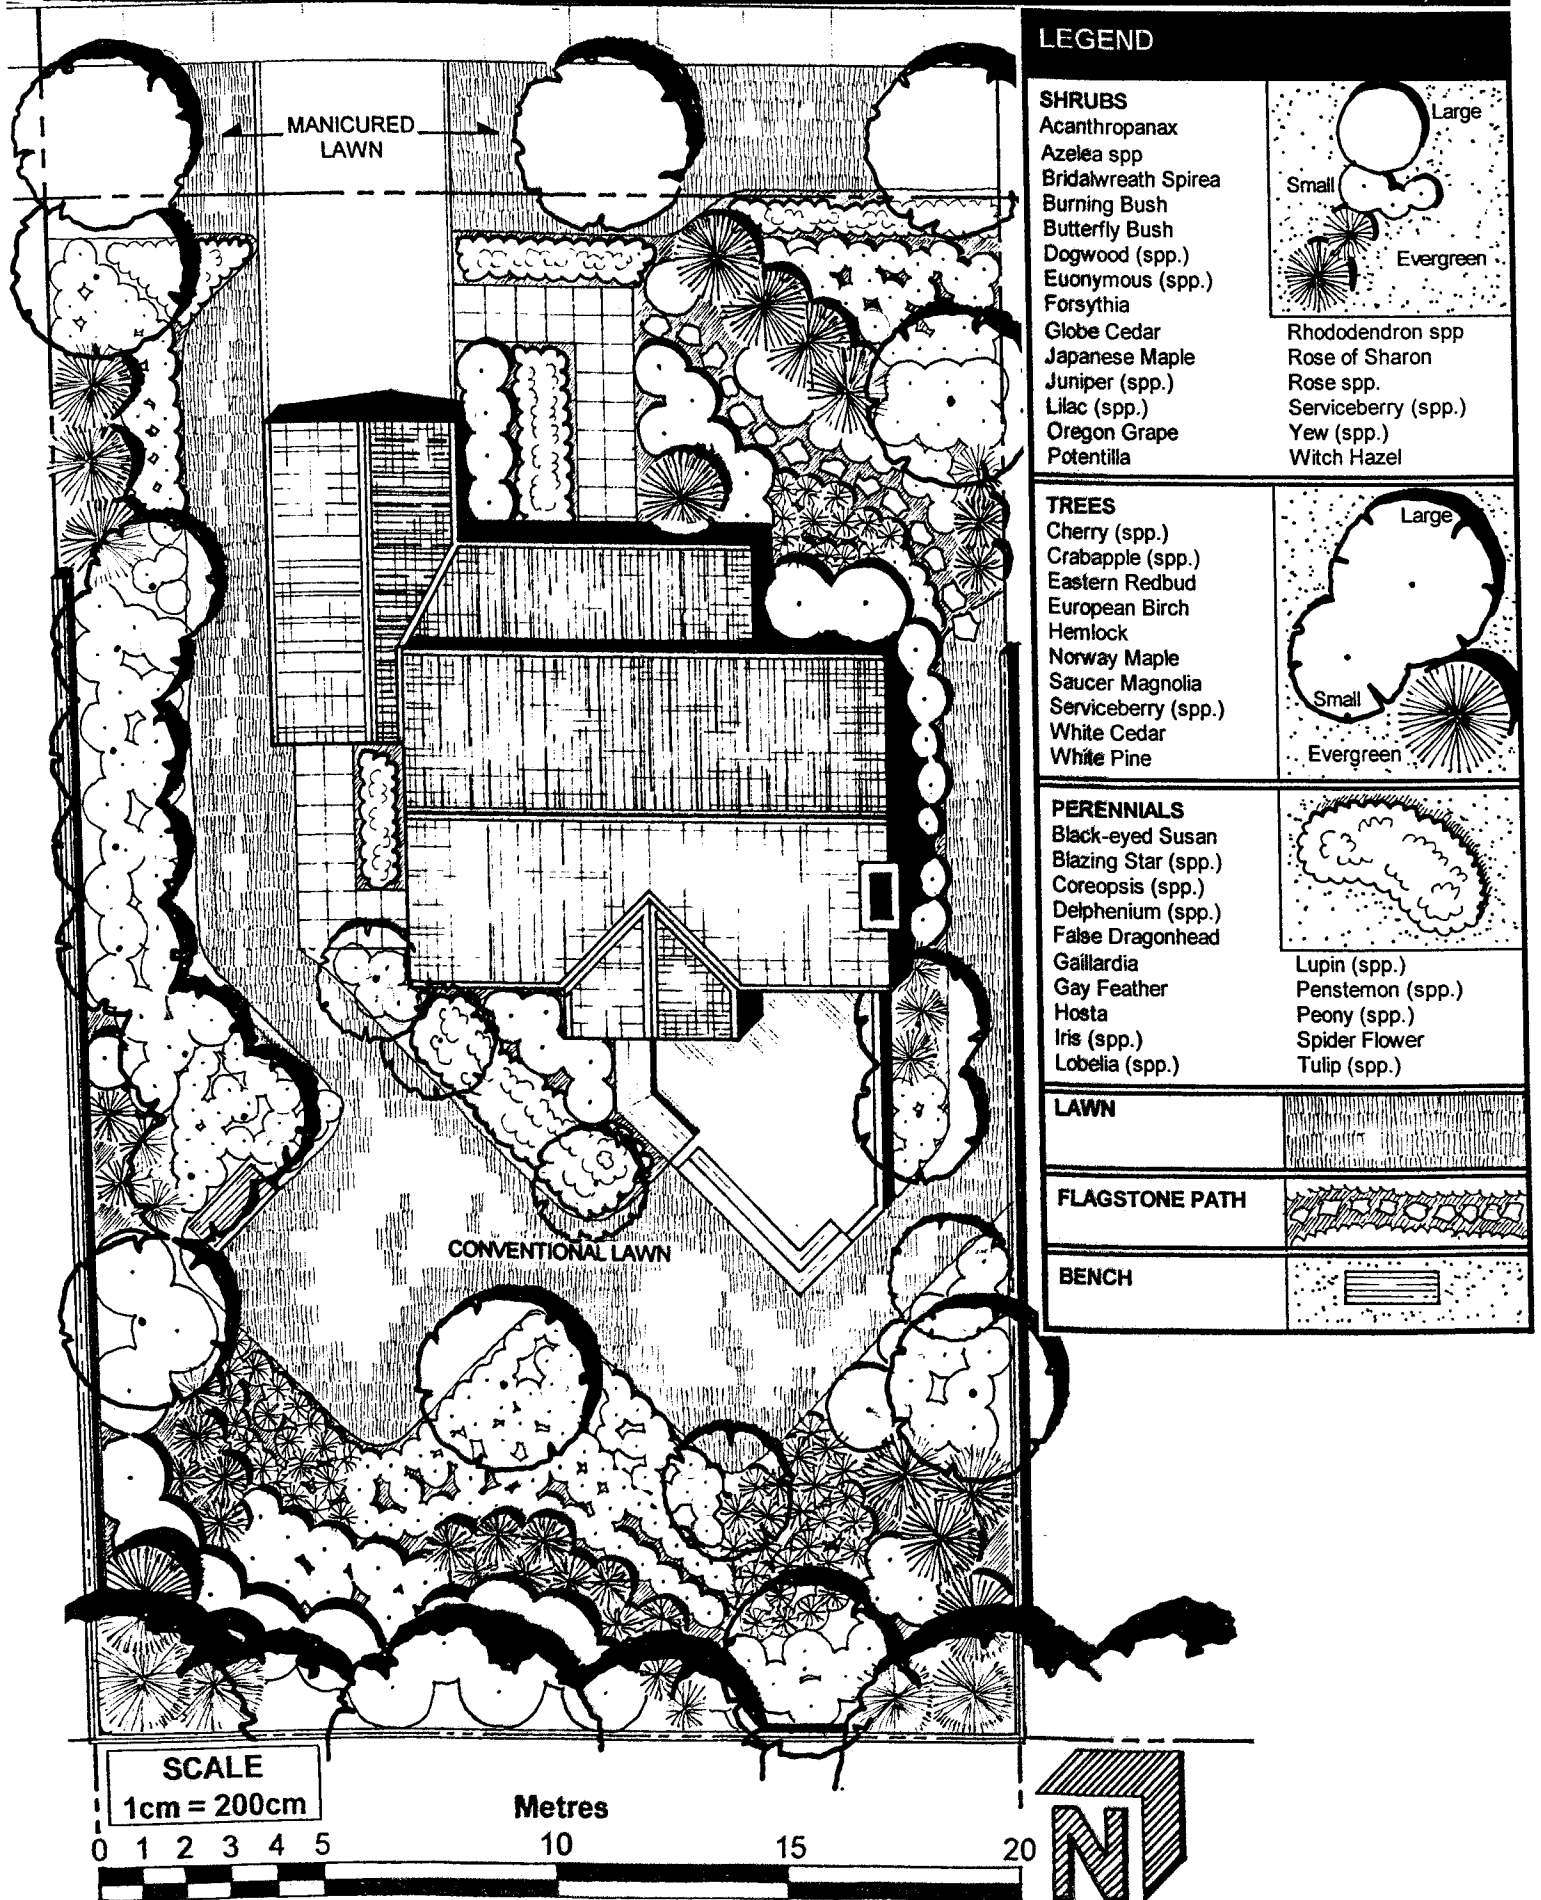 MANICURED
LAWN
CONVENTIONAL LAWN
LEGEND
SHRUBS
Acanthropanax
Azelea spp
Bridalwreath Spirea
Burning Bush
Butterfly Bush
Dogwood (spp.)
Euonymous (spp.)
Forsythia
Globe Cedar
Japanese Maple
Juniper (spp.)
Lilac (spp.)
Oregon Grape
Potentilla
Large
Small
Evergreen
Rhododendron spp
Rose of Sharon
Rose spp.
Serviceberry (spp.)
Yew (spp.)
Witch Hazel
TREES
Cherry (spp.)
Crabapple (spp.)
Eastern Redbud
European Birch
Hemlock
Norway Maple
Saucer Magnolia
Serviceberry (spp.)
White Cedar
White Pine
Large
Small
Evergreen
PERENNIALS
Black-eyed Susan
Blazing Star (spp.)
Coreopsis (spp.)
Delphenium (spp.)
False Dragonhead
Gaillardia
Gay Feather
Hosta
Iris (spp.)
Lobelia (spp.)
Lupin (spp.)
Penstemon (spp.)
Peony (spp.)
Spider Flower
Tulip (spp.)
LAWN
FLAGSTONE PATH
BENCH
SCALE
1cm = 200cm
Metres
0 1 2 3 4 5 10 15 20
N